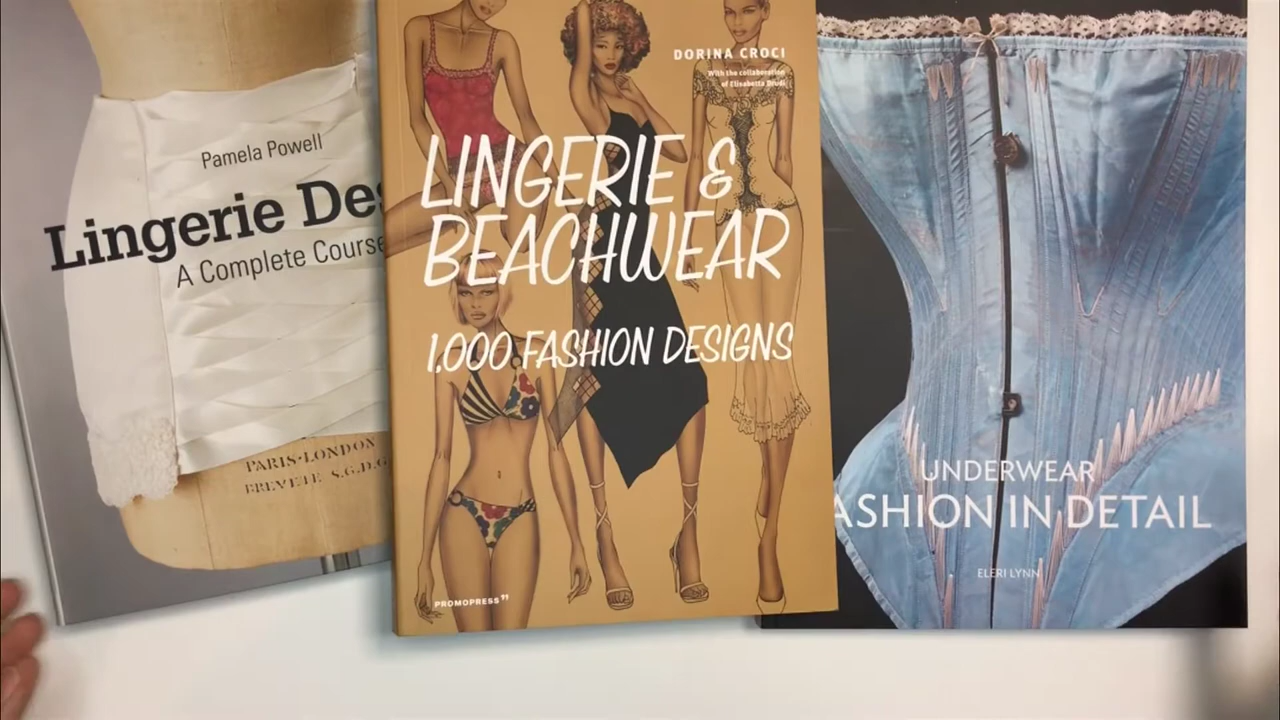 Pamela Powell
Lingerie Des
A Complete Course
PARIS·LONDON
BREVETE S.G.D.G
DORINA CROCI
With the collaboration
of Elisabetta Drudi
LINGERIE &
BEACHWEAR
1,000 FASHION DESIGNS
PROMOPRESS
UNDERWEAR
ASHION IN DETAIL
ELERI LYNN